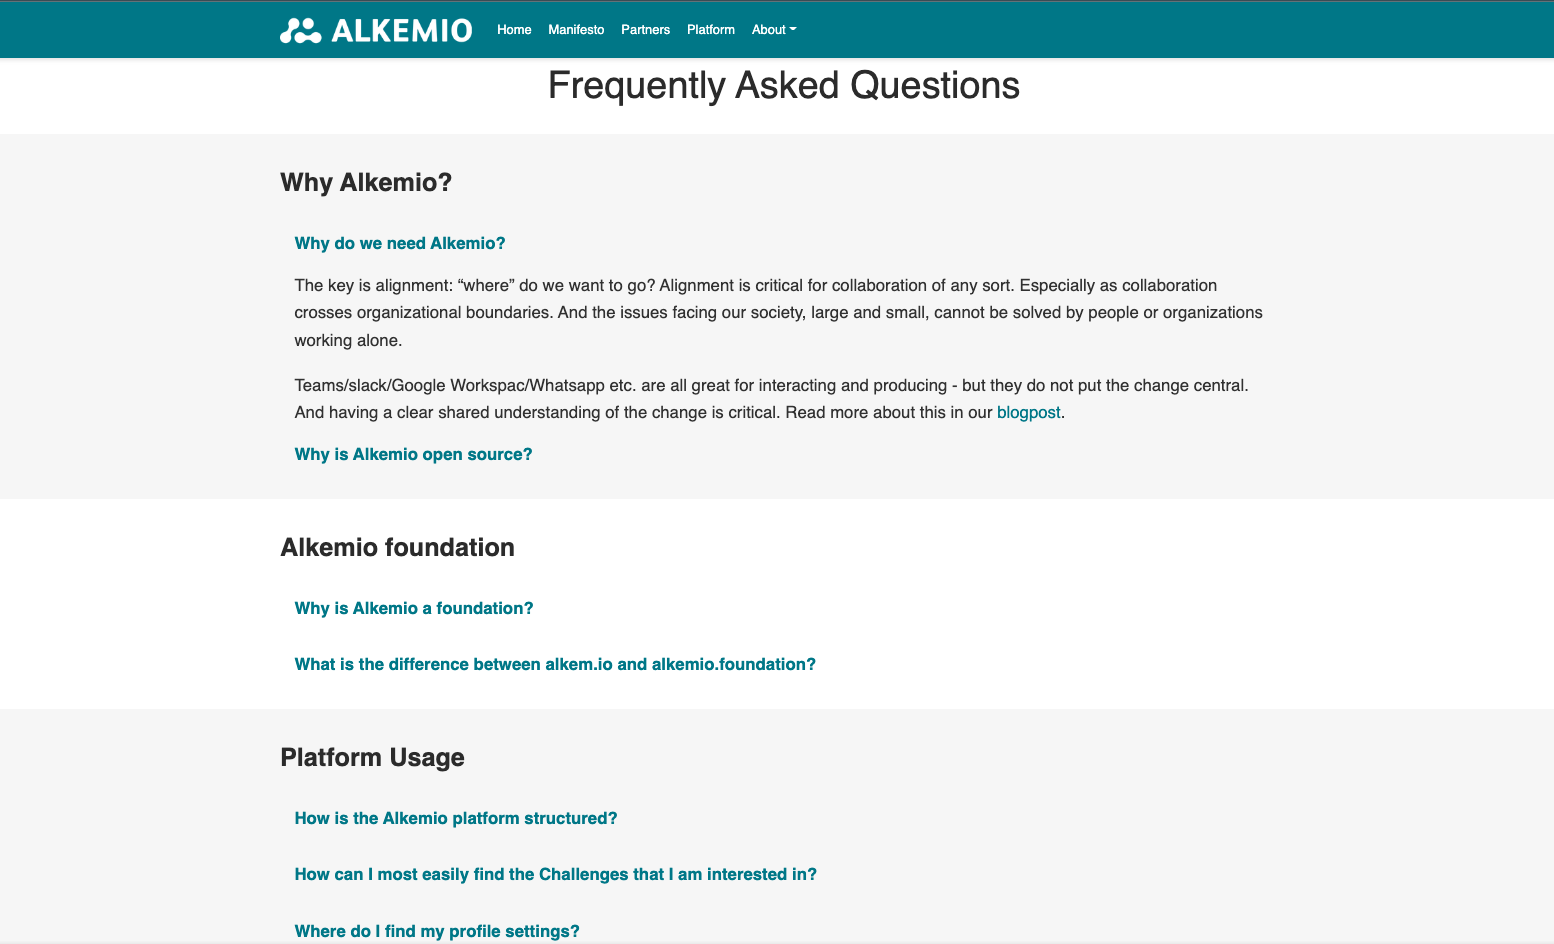 ALKEMIO Home Manifesto Partners Platform About
Frequently Asked Questions
Why Alkemio?
Why do we need Alkemio?
The key is alignment: “where” do we want to go? Alignment is critical for collaboration of any sort. Especially as collaboration
crosses organizational boundaries. And the issues facing our society, large and small, cannot be solved by people or organizations
working alone.
Teams/slack/Google Workspac/Whatsapp etc. are all great for interacting and producing - but they do not put the change central.
And having a clear shared understanding of the change is critical. Read more about this in our blogpost.
Why is Alkemio open source?
Alkemio foundation
Why is Alkemio a foundation?
What is the difference between alkem.io and alkemio.foundation?
Platform Usage
How is the Alkemio platform structured?
How can I most easily find the Challenges that I am interested in?
Where do I find my profile settings?